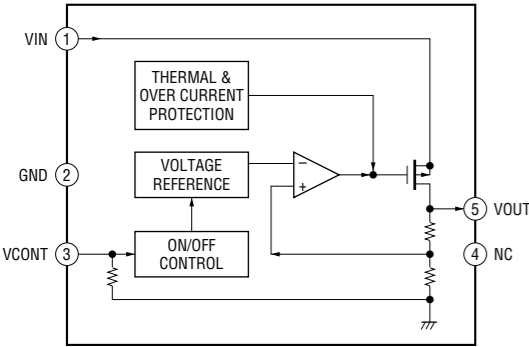 VIN 1
THERMAL &
OVER CURRENT
PROTECTION
GND 2
VOLTAGE
REFERENCE
−
+
5 VOUT
VCONT 3
ON/OFF
CONTROL
4 NC